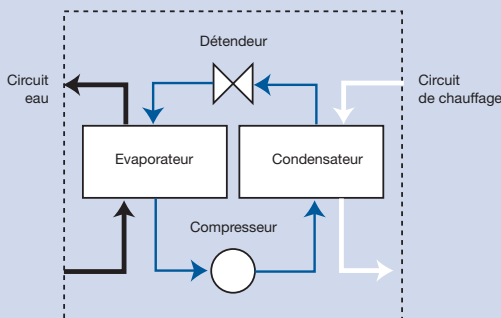 Détendeur
Circuit
eau
Circuit
de chauffage
Evaporateur
Condensateur
Compresseur